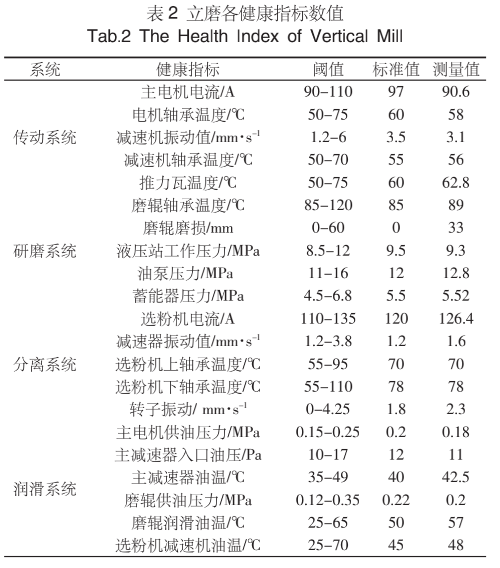 表 2 立磨各健康指标数值
Tab.2 The Health Index of Vertical Mill
系统 健康指标 阈值 标准值 测量值
主电机电流/A 90-110 97 90.6
电机轴承温度/℃ 50-75 60 58
传动系统 减速机振动值/mm·s⁻¹ 1.2-6 3.5 3.1
减速机轴承温度/℃ 50-70 55 56
推力瓦温度/℃ 50-75 60 62.8
磨辊轴承温度/℃ 85-120 85 89
磨辊磨损/mm 0-60 0 33
研磨系统 液压站工作压力/MPa 8.5-12 9.5 9.3
油泵压力/MPa 11-16 12 12.8
蓄能器压力/MPa 4.5-6.8 5.5 5.52
选粉机电流/A 110-135 120 126.4
减速器振动值/mm·s⁻¹ 1.2-3.8 1.2 1.6
分离系统 选粉机上轴承温度/℃ 55-95 70 70
选粉机下轴承温度/℃ 55-110 78 78
转子振动/ mm·s⁻¹ 0-4.25 1.8 2.3
主电机供油压力/MPa 0.15-0.25 0.2 0.18
主减速器入口油压/Pa 10-17 12 11
润滑系统 主减速器油温/℃ 35-49 40 42.5
磨辊供油压力/MPa 0.12-0.35 0.22 0.2
磨辊润滑油温/℃ 25-65 50 57
选粉机减速机油温/℃ 25-70 45 48